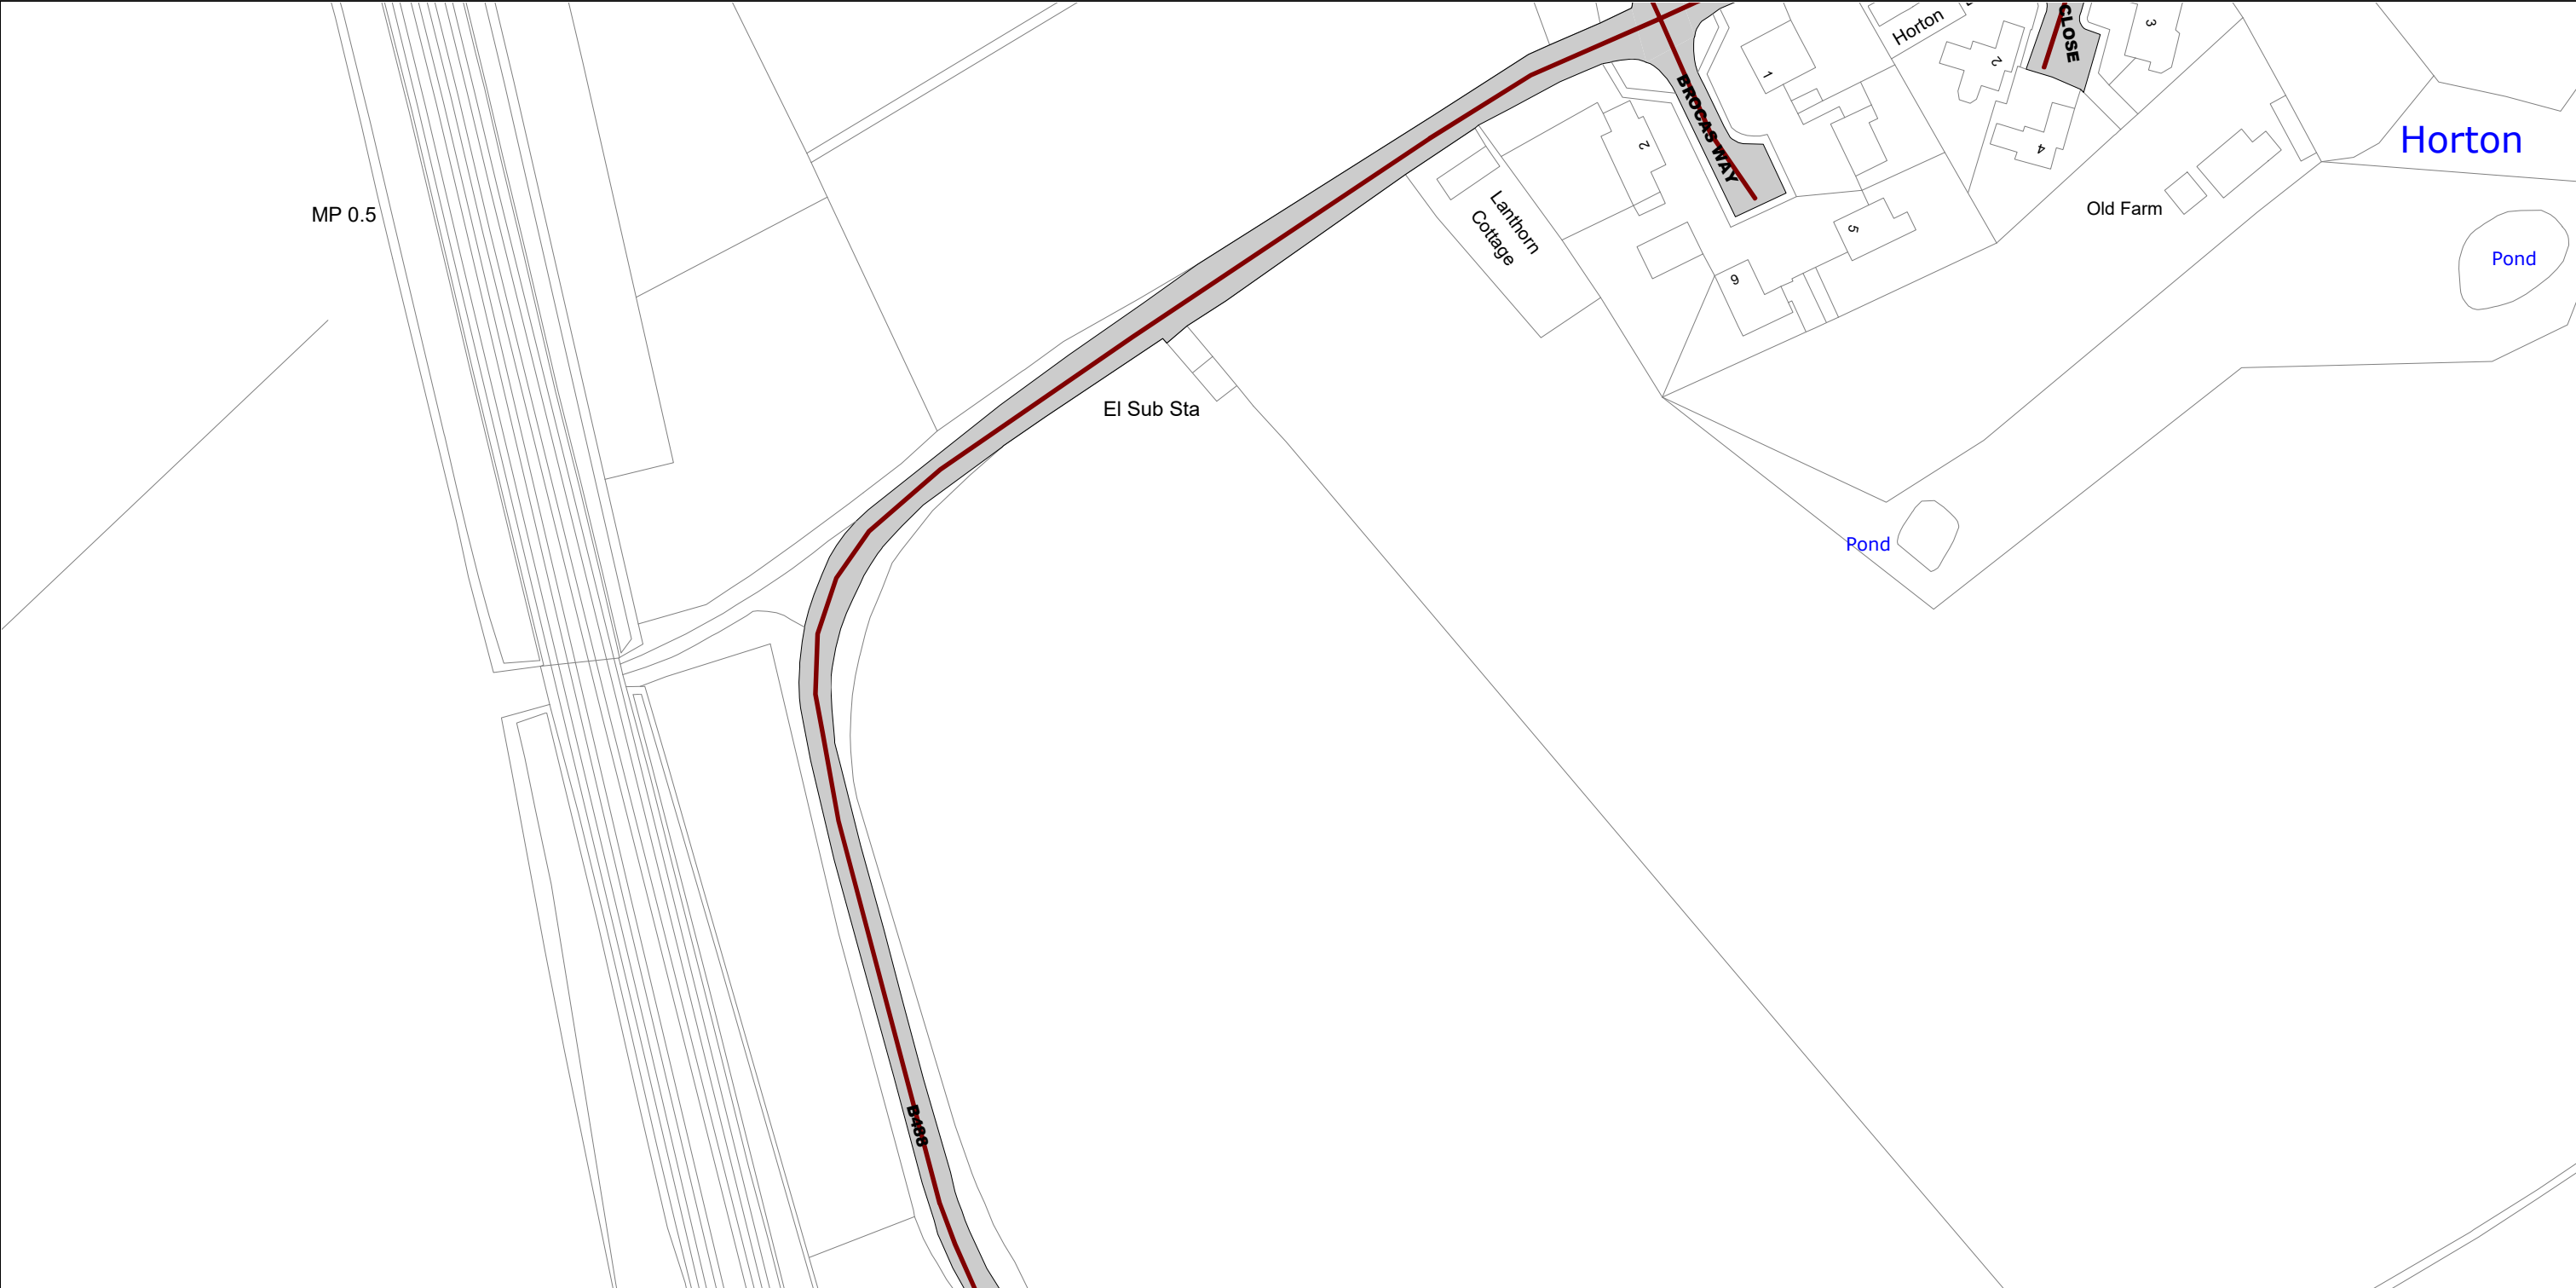 Horton
CLOSE
3
2
1
BROCAS WAY
2
4
Horton
MP 0.5
Lanthorn
Cottage
Old Farm
5
Pond
6
El Sub Sta
Pond